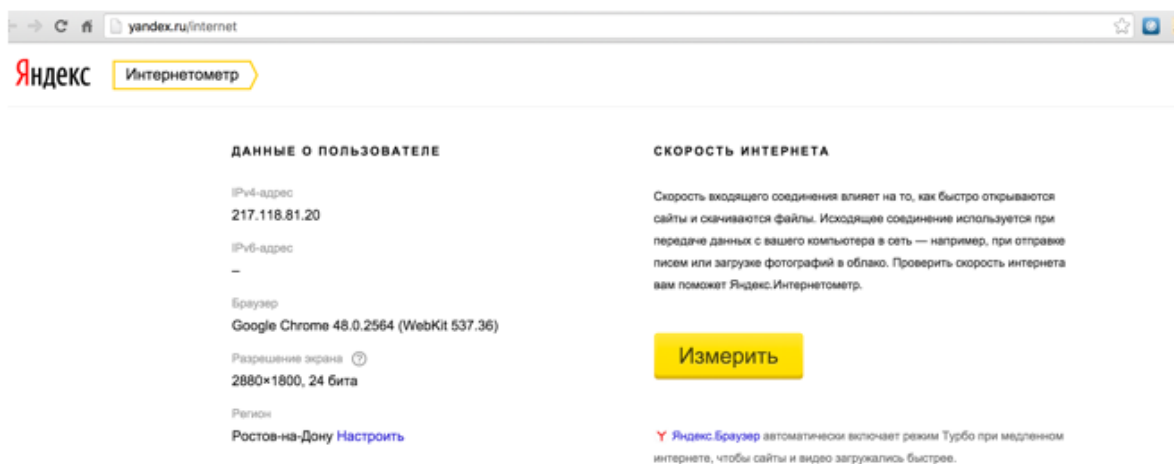 yandex.ru/internet
Яндекс Интернетометр
ДАННЫЕ О ПОЛЬЗОВАТЕЛЕ
IPv4-адрес
217.118.81.20
IPv6-адрес
–
Браузер
Google Chrome 48.0.2564 (WebKit 537.36)
Разрешение экрана ?
2880×1800, 24 бита
Регион
Ростов-на-Дону Настроить
СКОРОСТЬ ИНТЕРНЕТА
Скорость входящего соединения влияет на то, как быстро открываются
сайты и скачиваются файлы. Исходящее соединение используется при
передаче данных с вашего компьютера в сеть — например, при отправке
писем или загрузке фотографий в облако. Проверить скорость интернета
вам поможет Яндекс.Интернетометр.
Измерить
Y Яндекс.Браузер автоматически включает режим Турбо при медленном
интернете, чтобы сайты и видео загружались быстрее.